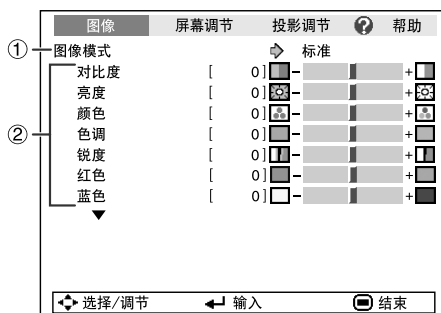 图像 屏幕调节 投影调节 ? 帮助
① 图像模式 标准
② 对比度 [ 0] - +
亮度 [ 0] - +
颜色 [ 0] - +
色调 [ 0] - +
锐度 [ 0] - +
红色 [ 0] - +
蓝色 [ 0] - +
选择/调节 输入 结束